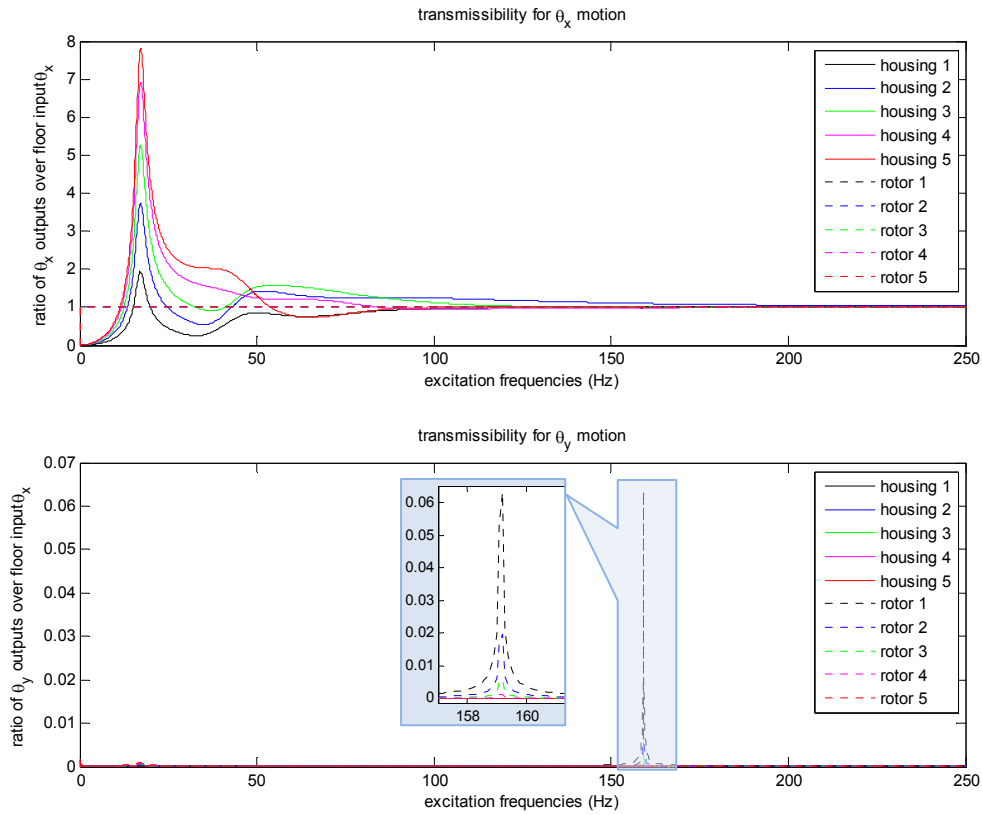 transmissibility for θx motion
ratio of θx outputs over floor inputθx
8
7
6
5
4
3
2
1
0
0 50 100 150 200 250
excitation frequencies (Hz)
housing 1
housing 2
housing 3
housing 4
housing 5
rotor 1
rotor 2
rotor 3
rotor 4
rotor 5
transmissibility for θy motion
ratio of θy outputs over floor inputθx
0.07
0.06
0.05
0.04
0.03
0.02
0.01
0
0 50 100 150 200 250
excitation frequencies (Hz)
0.06
0.05
0.04
0.03
0.02
0.01
0
158 160
housing 1
housing 2
housing 3
housing 4
housing 5
rotor 1
rotor 2
rotor 3
rotor 4
rotor 5